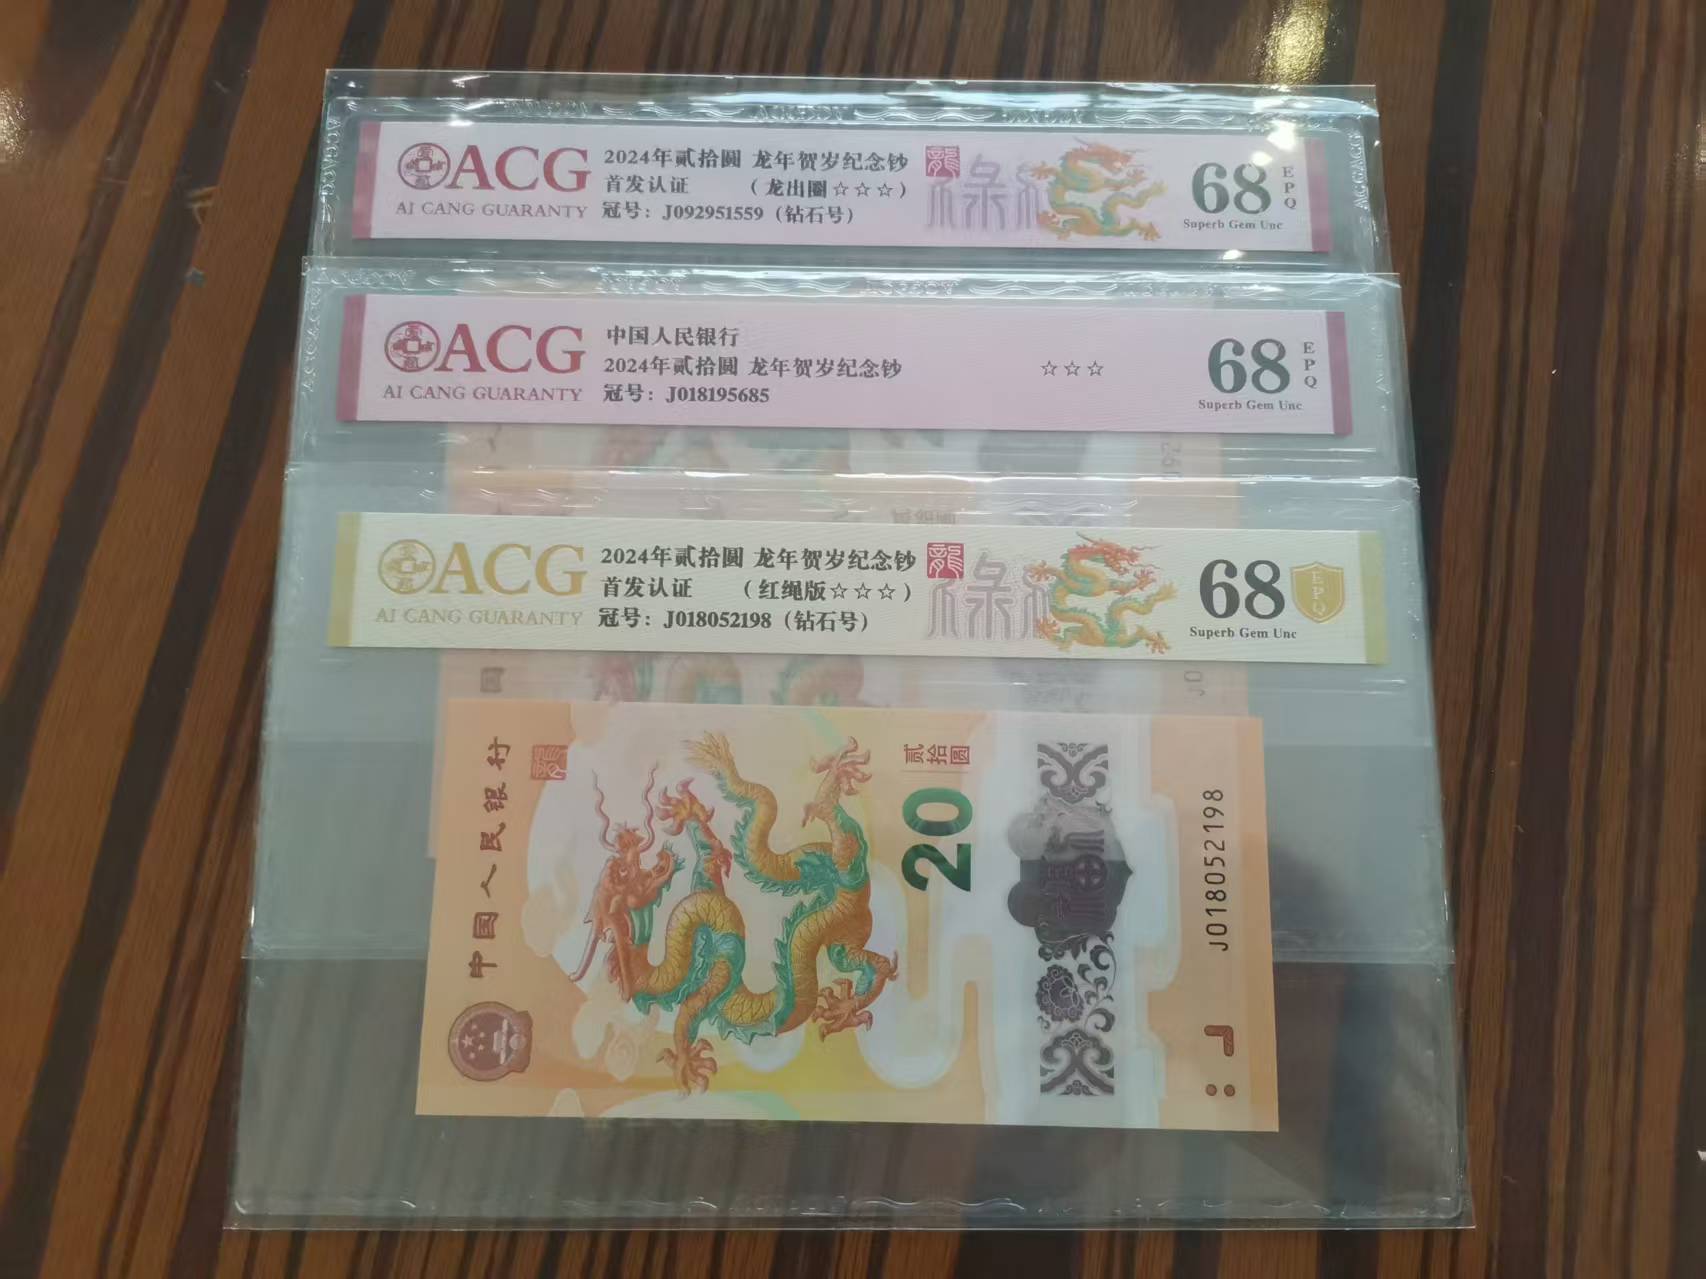 ACG
AI CANG GUARANTY
2024年贰拾圆 龙年贺岁纪念钞
首发认证 (龙出圈☆☆☆)
冠号: J092951559 (钻石号)
龍
68
EPQ
Superb Gem Unc
ACG
AI CANG GUARANTY
中国人民银行
2024年贰拾圆 龙年贺岁纪念钞
冠号: J018195685
☆☆☆
68
EPQ
Superb Gem Unc
ACG
AI CANG GUARANTY
2024年贰拾圆 龙年贺岁纪念钞
首发认证 (红绳版☆☆☆)
冠号: J018052198 (钻石号)
龍
68
EPQ
Superb Gem Unc
中国人民银行
贰拾圆
20
J018052198